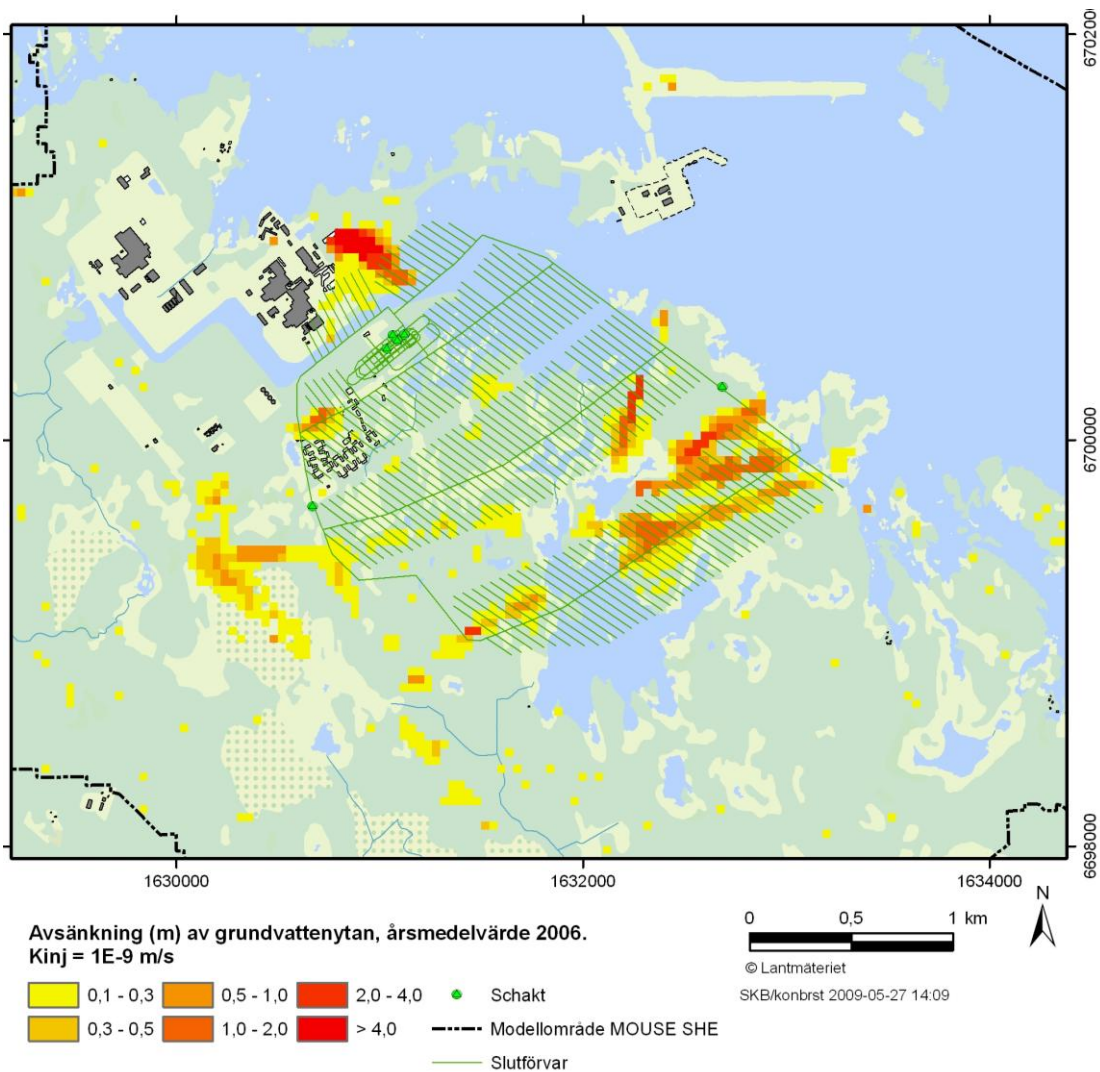 6702000
6700000
6698000
1630000
1632000
1634000
Avsänkning (m) av grundvattenytan, årsmedelvärde 2006.
Kinj = 1E-9 m/s
0,1 - 0,3
0,5 - 1,0
2,0 - 4,0
0,3 - 0,5
1,0 - 2,0
> 4,0
Schakt
Modellområde MOUSE SHE
Slutförvar
0 0,5 1 km
N
© Lantmäteriet
SKB/konbrst 2009-05-27 14:09